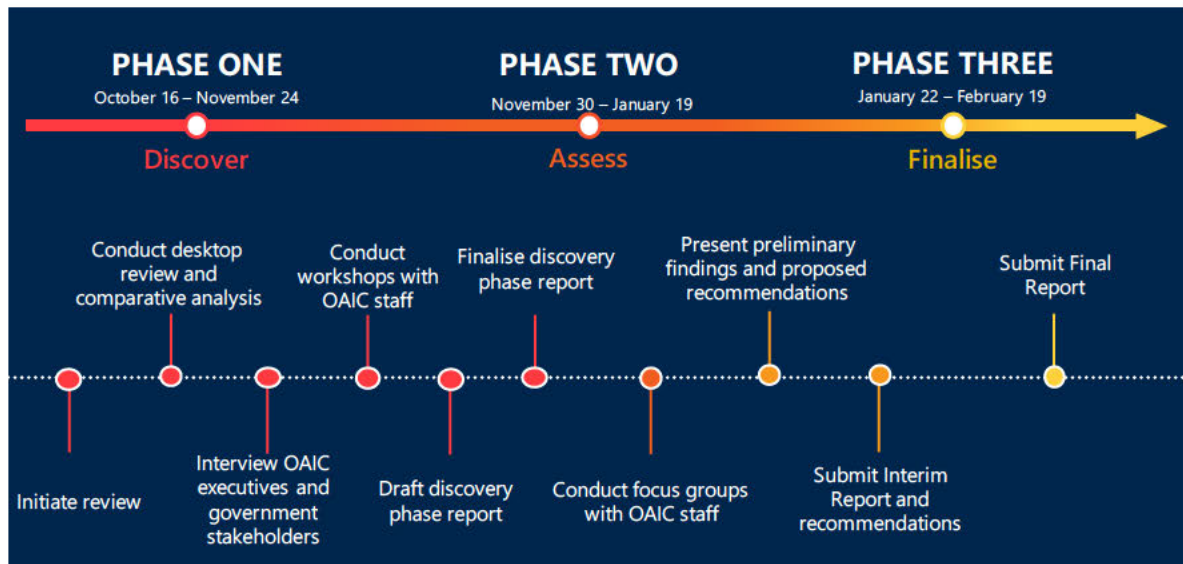 PHASE ONE
October 16 – November 24
Discover
PHASE TWO
November 30 – January 19
Assess
PHASE THREE
January 22 – February 19
Finalise
Conduct desktop
review and
comparative analysis
Conduct
workshops with
OAIC staff
Finalise discovery
phase report
Present preliminary
findings and proposed
recommendations
Submit Final
Report
Initiate review
Interview OAIC
executives and
government
stakeholders
Draft discovery
phase report
Conduct focus groups
with OAIC staff
Submit Interim
Report and
recommendations